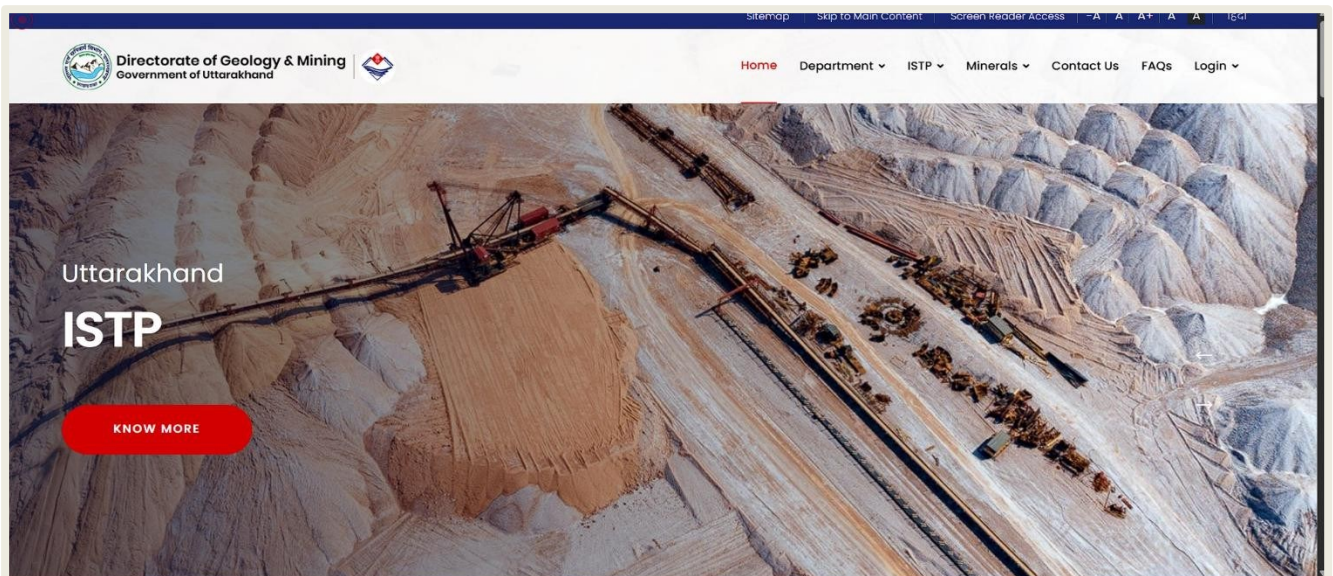 Sitemap Skip to Main Content Screen Reader Access -A A A+ A A हिंदी
Directorate of Geology & Mining
Government of Uttarakhand
Home Department ISTP Minerals Contact Us FAQs Login
Uttarakhand
ISTP
KNOW MORE